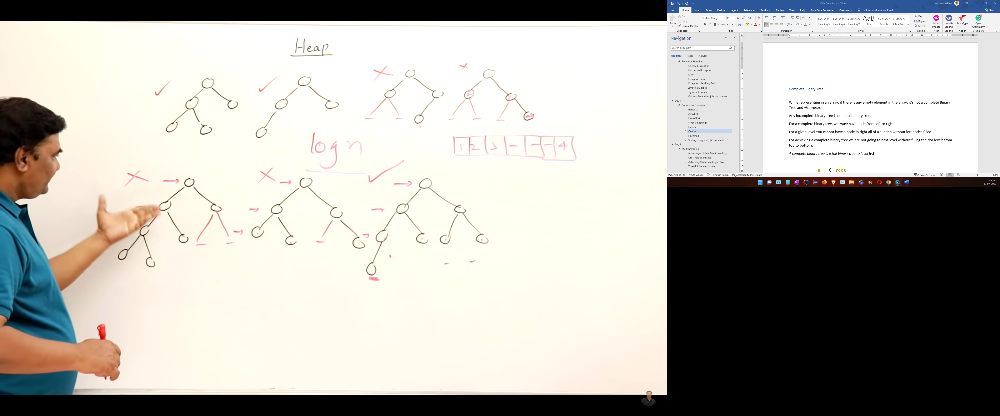 Heap
log n
1 2 3 - - - 4
1
2
3
JAVA Core.docx - Word
suman shekhar
File Home Insert Draw Design Layout References Mailings Review View Help Easy Code Formatter Grammarly Tell me what you want to do Share
Cut
Copy
Format Painter
Paste
Clipboard
Calibri (Body) 11
Font
Paragraph
AaBbCcDc AaBbCcDc AaBbCcDc AaB AaBbCcD AaBbCcDc
Heading 5 Heading 6 Heading 7 Title Subtitle Subtle Em...
Styles
Find
Replace
Select
Editing
Pickit Images
Pickit
Launch Sapling
Sapling
MathType
Add-in
Open Grammarly
Grammarly
Navigation
Search document
Headings Pages Results
Exception Handling
Checked Exception
Unchecked Exception
Error
Exception Basic
Exception Handling Basic
Java finally block
Try with Resource
Custom Exceptions | throw | throws
Day 7
Collections Overview
Generics
ArrayList
Linked List
What is hashing?
HashSet
Queue
HashMap
Sorting using sort() | Comparable | C...
Day 8
Multithrerading
Advantages of Java Multithreading
Life Cycle of a thread
Achieving Multithreading in Java
Thread Scheduler in Java
Complete Binary Tree
While representing in an array, if there is any empty element in the array, it's not a complete Binary
Tree and vice versa.
Any incomplete binary tree is not a full binary tree.
For a complete binary tree, we must have node from left to right.
For a given level You cannot have a node in right all of a sudden without left nodes filled.
For achieving a complete binary tree we are not going to next level without filling the rior levels from
top to bottom.
A compete binary tree is a full binary tree to level h-1
a ← root
Page 123 of 146 19519 words English (India) Accessibility: Investigate Display Settings 130%
02:36 AM
12-07-2022